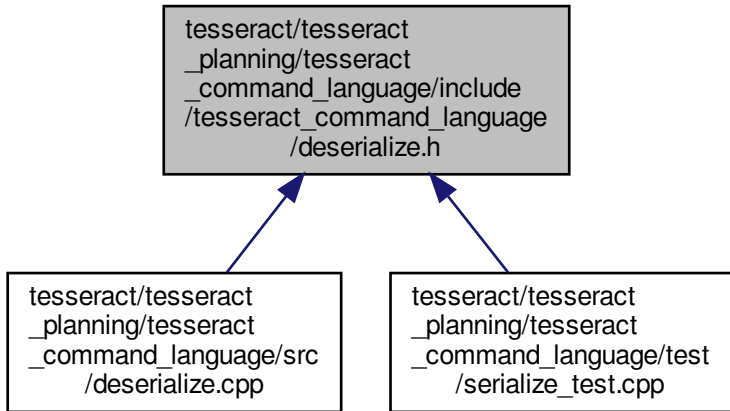 tesseract/tesseract
_planning/tesseract
_command_language/include
/tesseract_command_language
/deserialize.h
tesseract/tesseract
_planning/tesseract
_command_language/src
/deserialize.cpp
tesseract/tesseract
_planning/tesseract
_command_language/test
/serialize_test.cpp